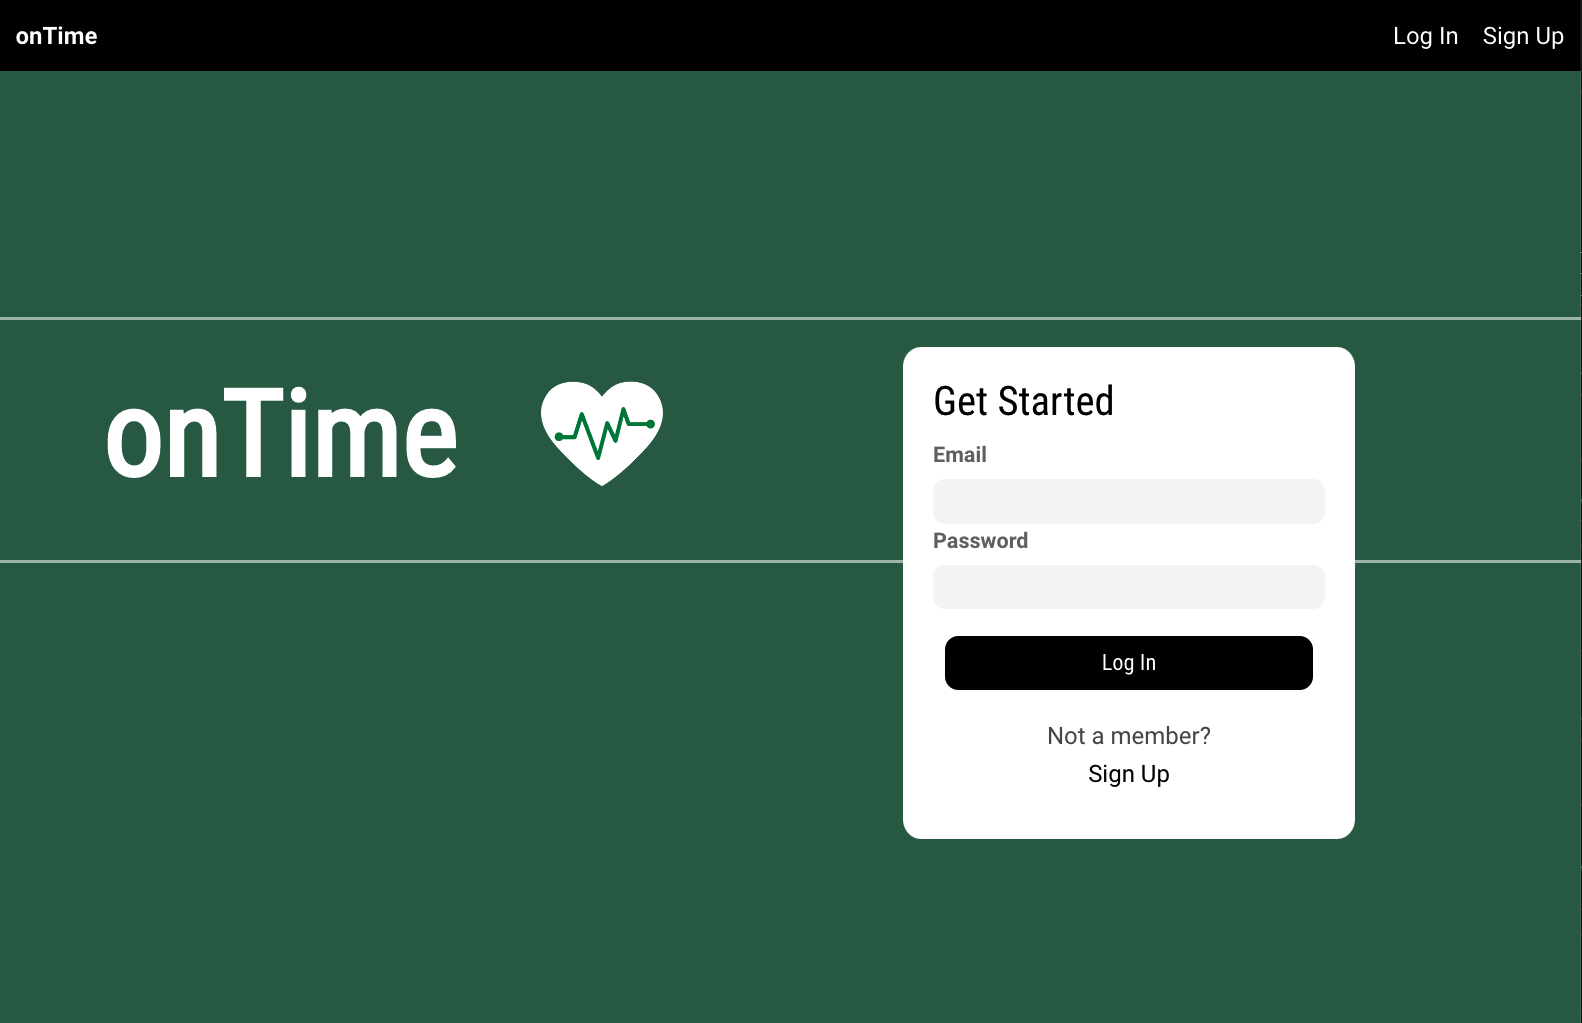 onTime
Log In Sign Up
onTime
Get Started
Email
Password
Log In
Not a member?
Sign Up